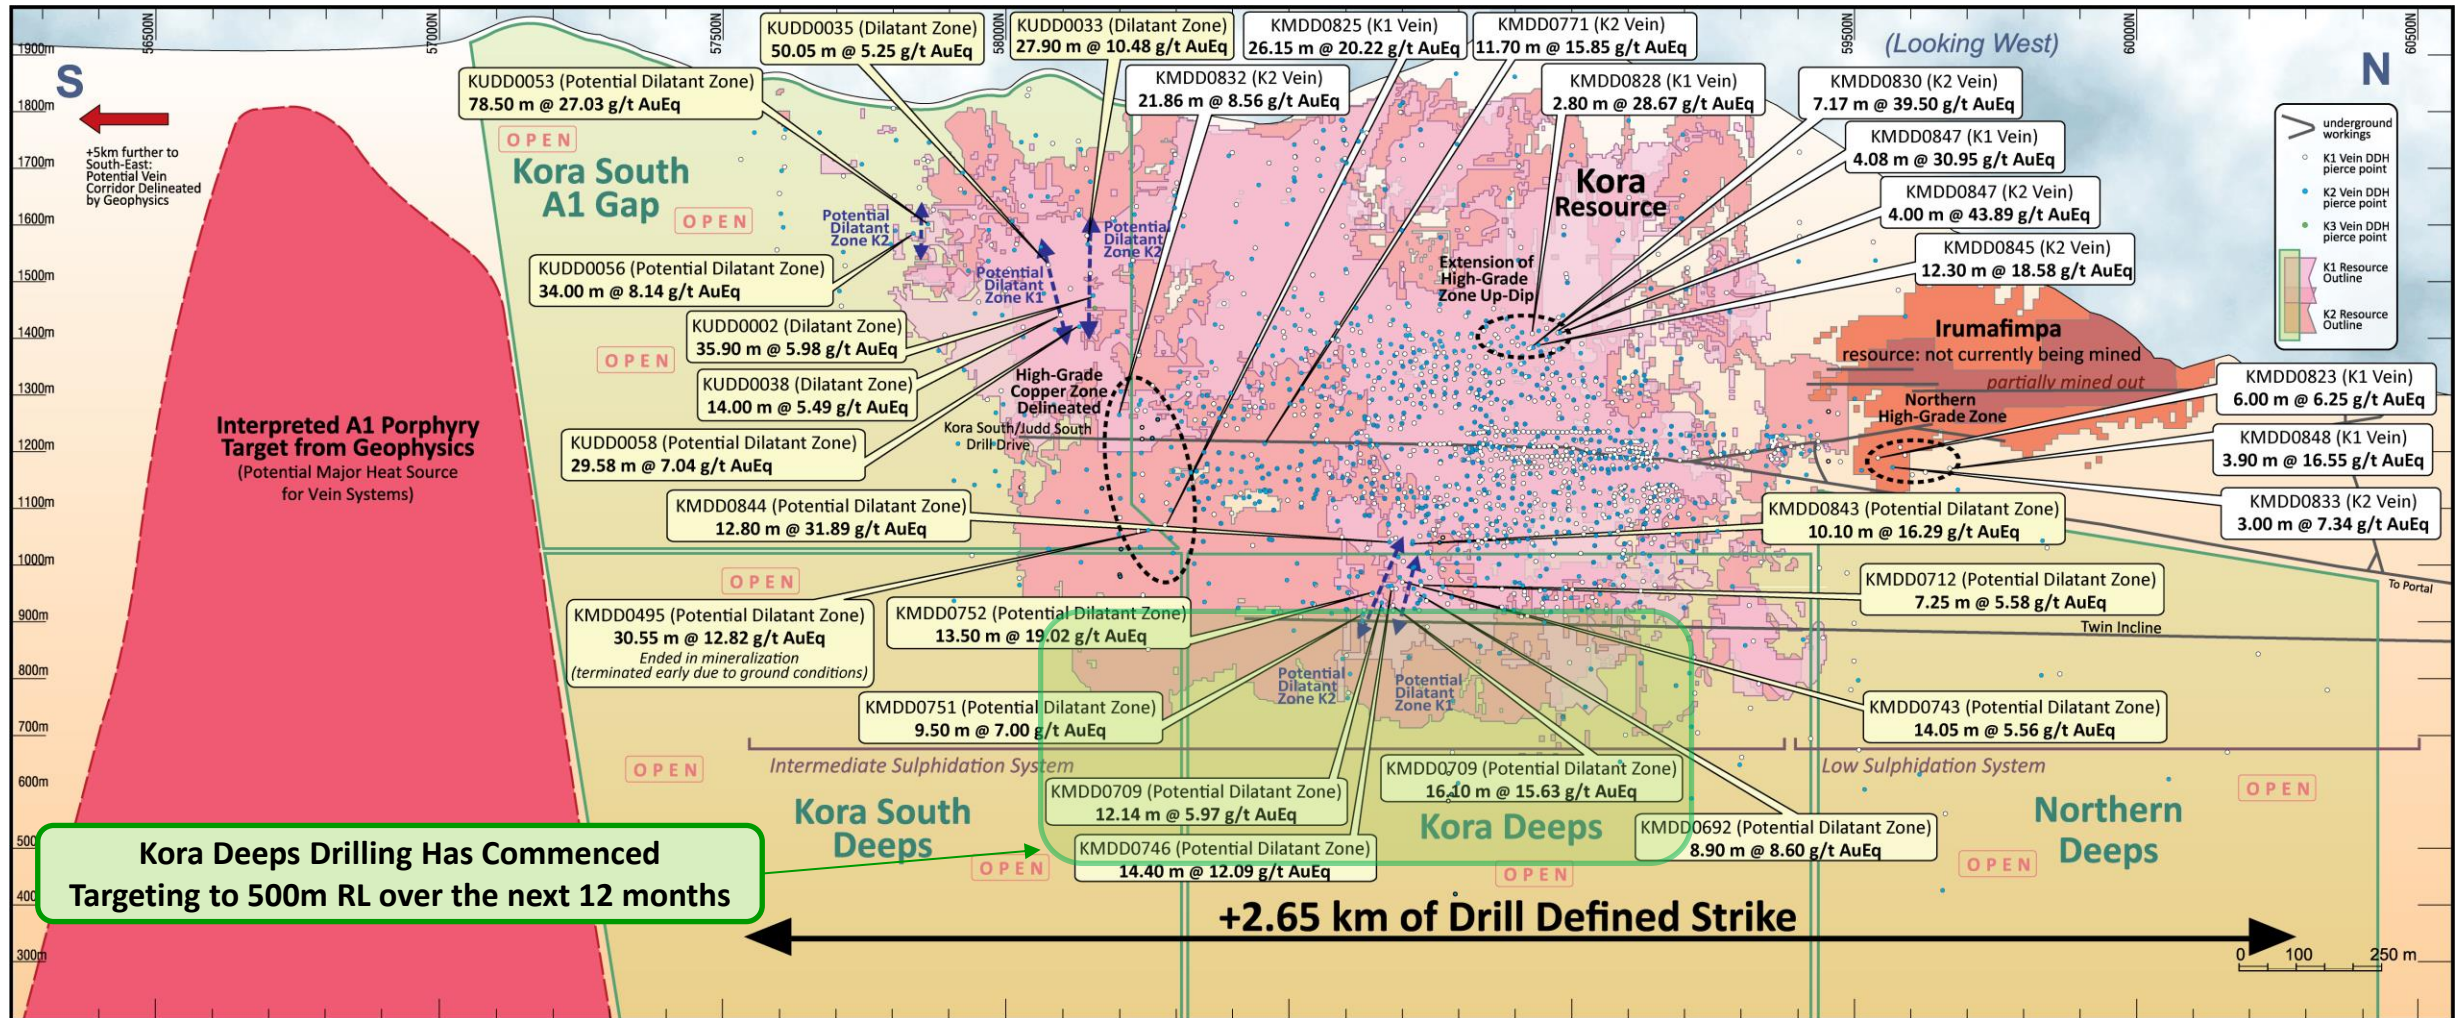 56500N
57000N
57500N
58000N
59500N
60000N
60500N
1900m
1800m
1700m
1600m
1500m
1400m
1300m
1200m
1100m
1000m
900m
800m
700m
600m
500
400
300m
S
N
(Looking West)
+5km further to
South-East:
Potential Vein
Corridor Delineated
by Geophysics
KUDD0035 (Dilatant Zone)
50.05 m @ 5.25 g/t AuEq
KUDD0033 (Dilatant Zone)
27.90 m @ 10.48 g/t AuEq
KMDD0825 (K1 Vein)
26.15 m @ 20.22 g/t AuEq
KMDD0771 (K2 Vein)
11.70 m @ 15.85 g/t AuEq
KUDD0053 (Potential Dilatant Zone)
78.50 m @ 27.03 g/t AuEq
KMDD0832 (K2 Vein)
21.86 m @ 8.56 g/t AuEq
KMDD0828 (K1 Vein)
2.80 m @ 28.67 g/t AuEq
KMDD0830 (K2 Vein)
7.17 m @ 39.50 g/t AuEq
KMDD0847 (K1 Vein)
4.08 m @ 30.95 g/t AuEq
KMDD0847 (K2 Vein)
4.00 m @ 43.89 g/t AuEq
KMDD0845 (K2 Vein)
12.30 m @ 18.58 g/t AuEq
underground
workings
K1 Vein DDH
pierce point
K2 Vein DDH
pierce point
K3 Vein DDH
pierce point
K1 Resource
Outline
K2 Resource
Outline
OPEN
Kora South
A1 Gap
OPEN
Potential
Dilatant
Zone K2
Potential
Dilatant
Zone K2
Potential
Dilatant
Zone K1
Kora
Resource
Extension of
High-Grade
Zone Up-Dip
KUDD0056 (Potential Dilatant Zone)
34.00 m @ 8.14 g/t AuEq
KUDD0002 (Dilatant Zone)
35.90 m @ 5.98 g/t AuEq
OPEN
KUDD0038 (Dilatant Zone)
14.00 m @ 5.49 g/t AuEq
KUDD0058 (Potential Dilatant Zone)
29.58 m @ 7.04 g/t AuEq
High-Grade
Copper Zone
Delineated
Kora South/Judd South
Drill Drive
Irumafimpa
resource: not currently being mined
partially mined out
Northern
High-Grade Zone
KMDD0823 (K1 Vein)
6.00 m @ 6.25 g/t AuEq
KMDD0848 (K1 Vein)
3.90 m @ 16.55 g/t AuEq
KMDD0833 (K2 Vein)
3.00 m @ 7.34 g/t AuEq
Interpreted A1 Porphyry
Target from Geophysics
(Potential Major Heat Source
for Vein Systems)
KMDD0844 (Potential Dilatant Zone)
12.80 m @ 31.89 g/t AuEq
KMDD0843 (Potential Dilatant Zone)
10.10 m @ 16.29 g/t AuEq
OPEN
KMDD0495 (Potential Dilatant Zone)
30.55 m @ 12.82 g/t AuEq
Ended in mineralization
(terminated early due to ground conditions)
KMDD0752 (Potential Dilatant Zone)
13.50 m @ 19.02 g/t AuEq
KMDD0712 (Potential Dilatant Zone)
7.25 m @ 5.58 g/t AuEq
To Portal
Twin Incline
Potential
Dilatant
Zone K2
Potential
Dilatant
Zone K1
KMDD0751 (Potential Dilatant Zone)
9.50 m @ 7.00 g/t AuEq
KMDD0743 (Potential Dilatant Zone)
14.05 m @ 5.56 g/t AuEq
OPEN
Intermediate Sulphidation System
Low Sulphidation System
KMDD0709 (Potential Dilatant Zone)
12.14 m @ 5.97 g/t AuEq
KMDD0709 (Potential Dilatant Zone)
16.10 m @ 15.63 g/t AuEq
OPEN
Kora South
Deeps
Kora Deeps
Northern
Deeps
KMDD0746 (Potential Dilatant Zone)
14.40 m @ 12.09 g/t AuEq
KMDD0692 (Potential Dilatant Zone)
8.90 m @ 8.60 g/t AuEq
OPEN
OPEN
OPEN
Kora Deeps Drilling Has Commenced
Targeting to 500m RL over the next 12 months
+2.65 km of Drill Defined Strike
0 100 250 m